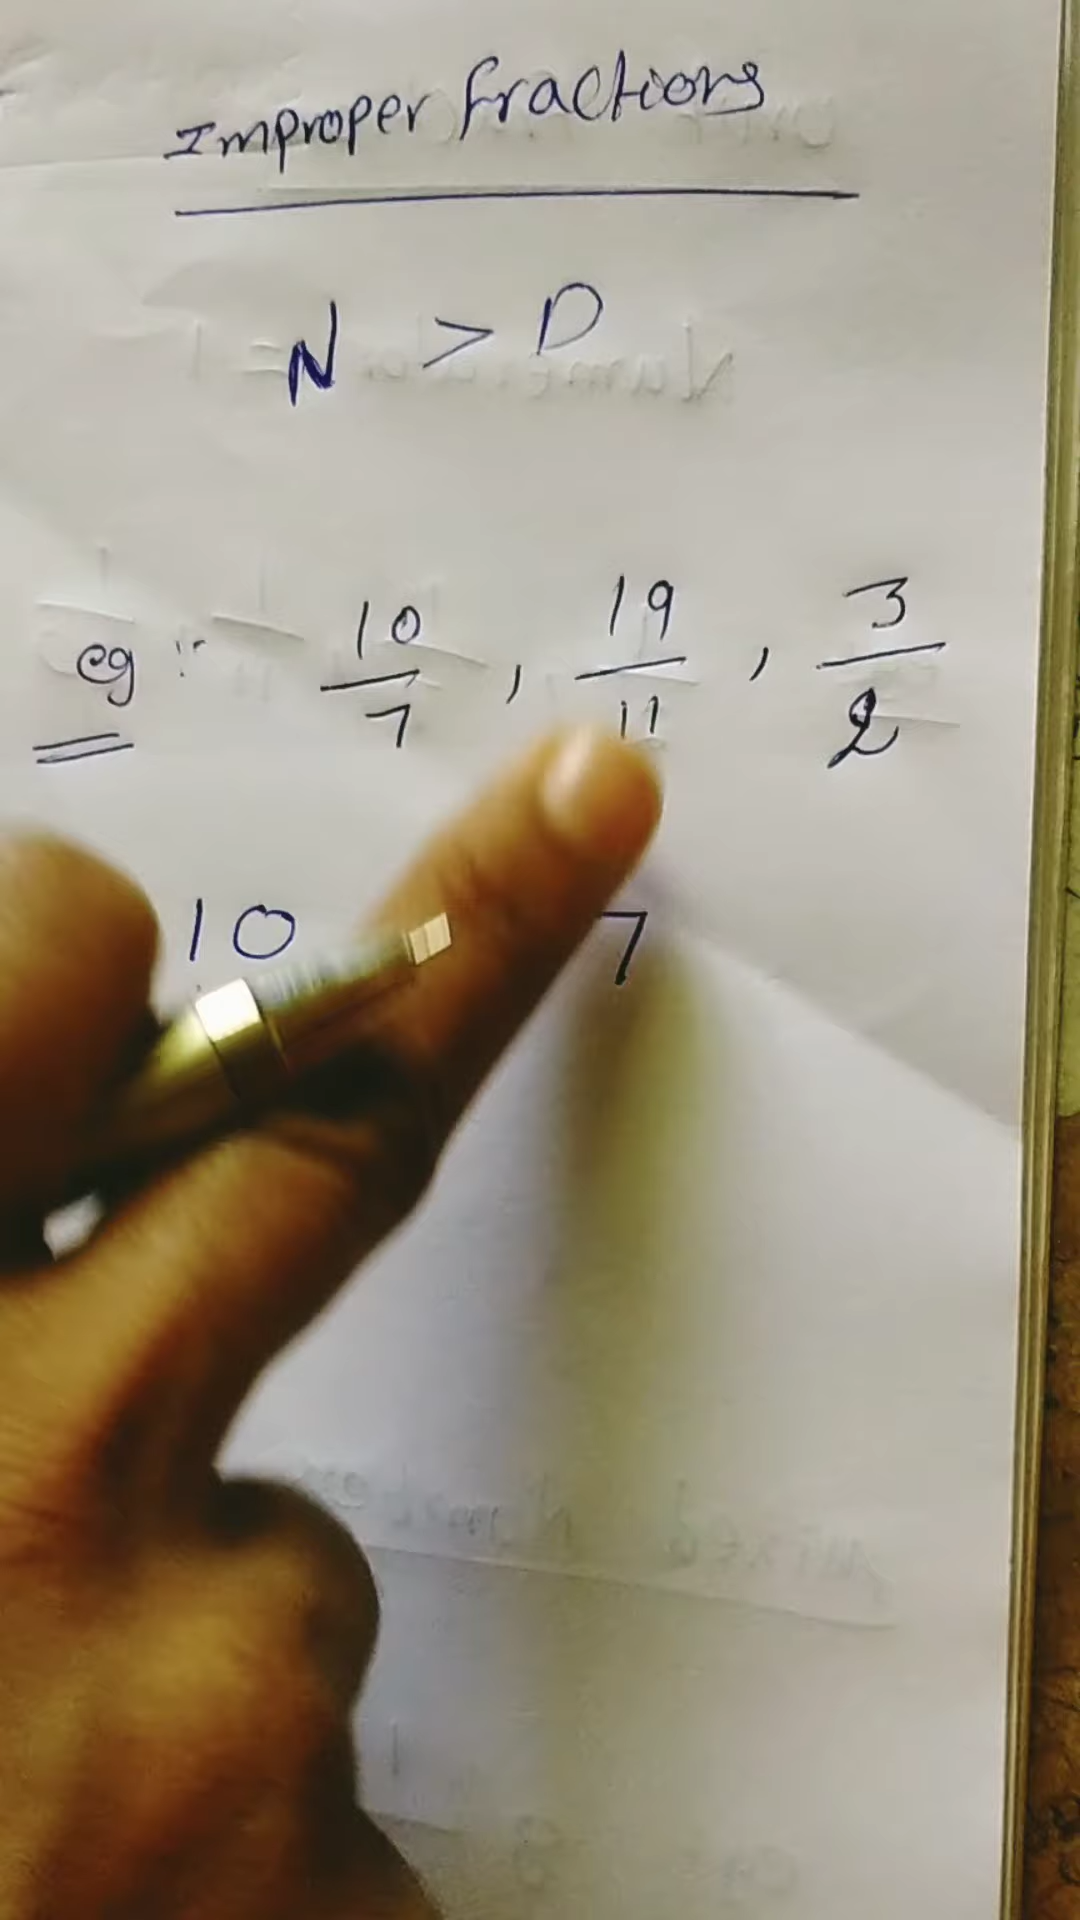 Improper fractions
N > D
eg :- 10/7 , 19/11 , 3/2
10 7